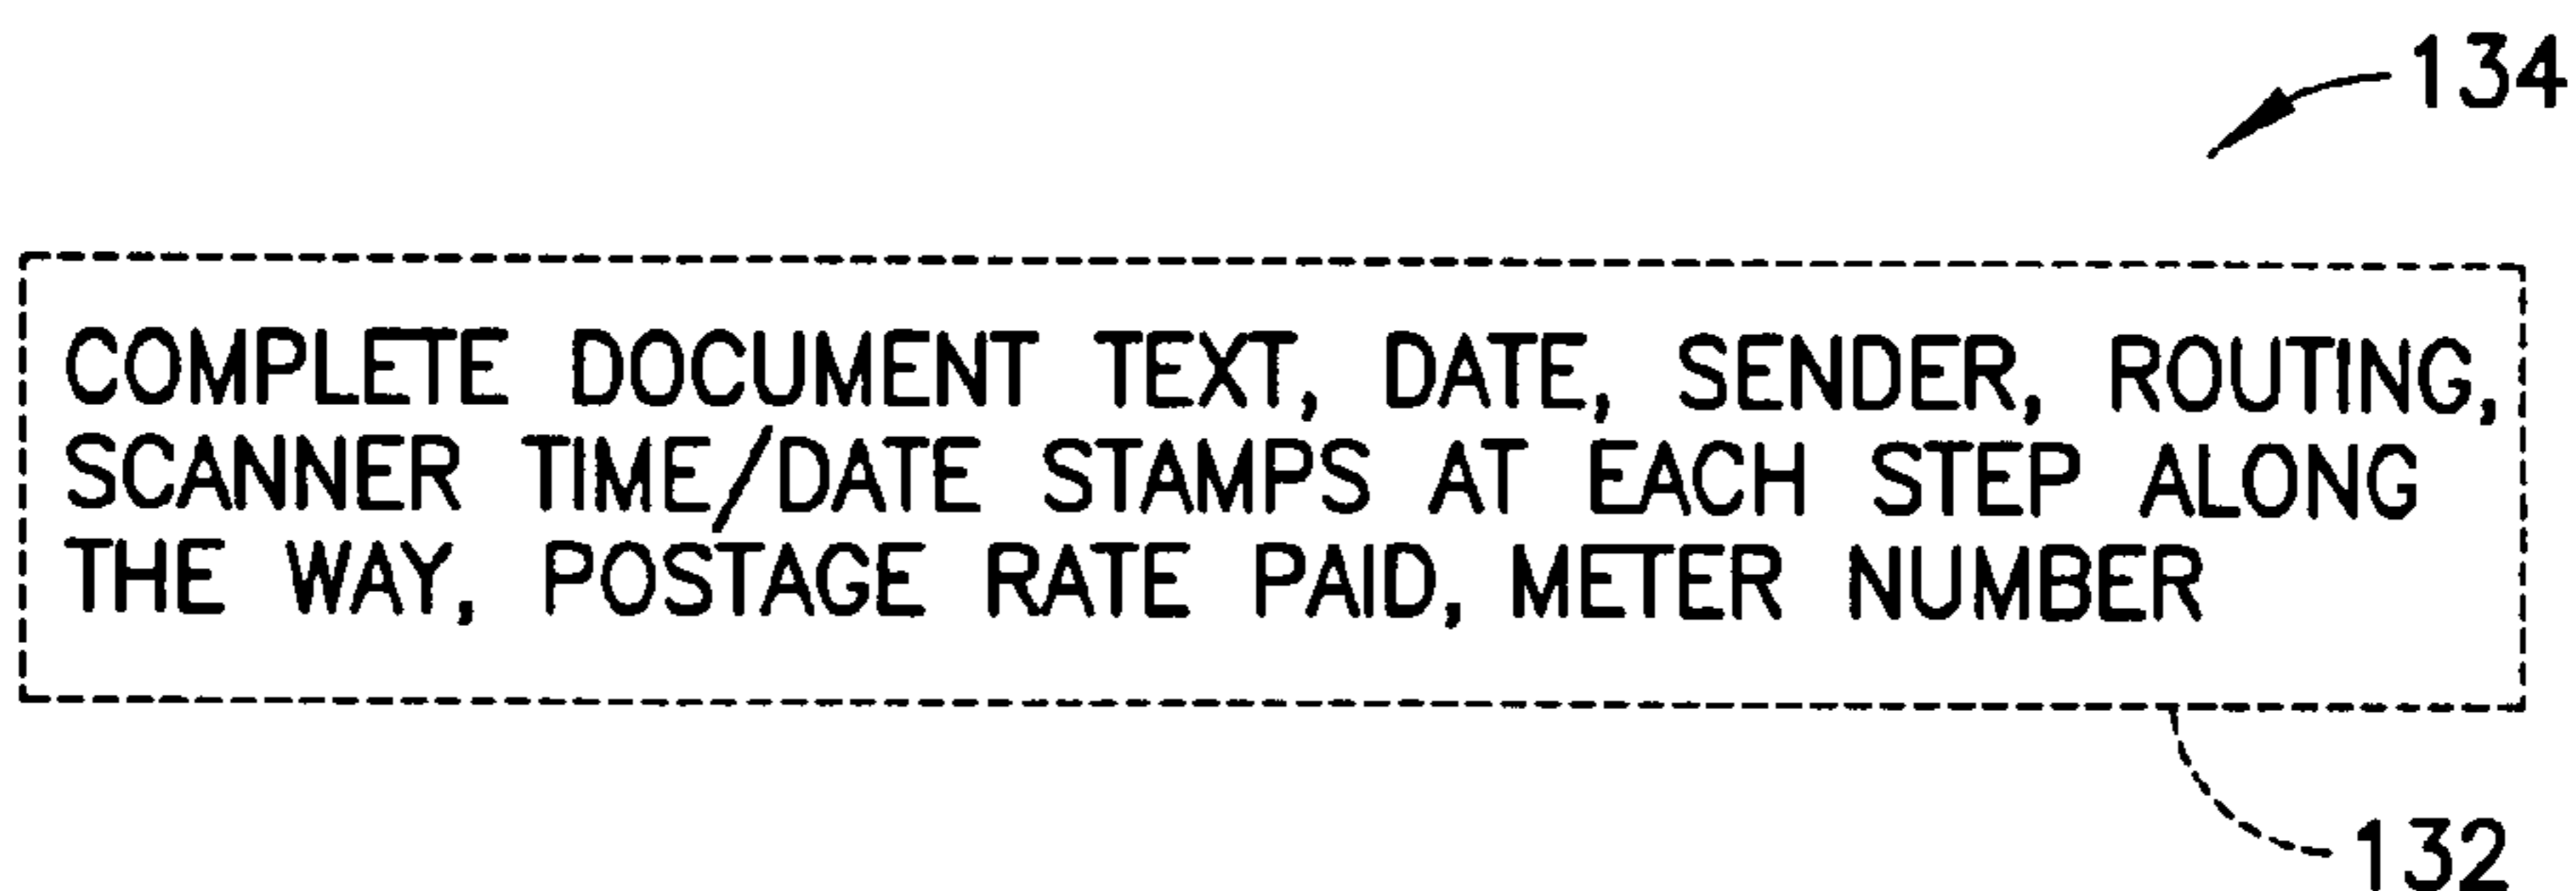 134
COMPLETE DOCUMENT TEXT, DATE, SENDER, ROUTING,
SCANNER TIME/DATE STAMPS AT EACH STEP ALONG
THE WAY, POSTAGE RATE PAID, METER NUMBER
132